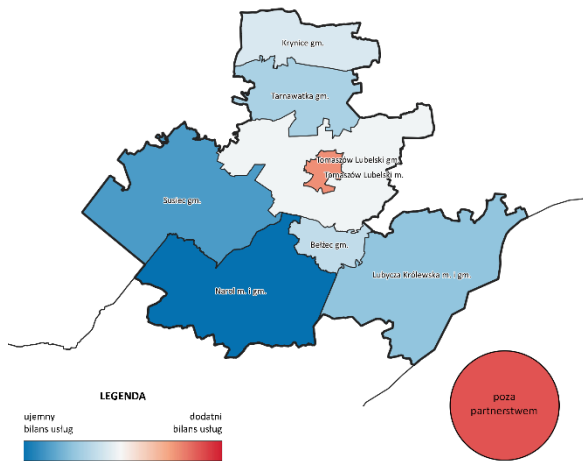 Krynice gm.
Tarnawatka gm.
Tomaszów Lubelski gm.
Tomaszów Lubelski m.
Susiec gm.
Bełżec gm.
Lubycza Królewska m. i gm.
Narol m. i gm.
LEGENDA
ujemny
bilans usług
dodatni
bilans usług
poza
partnerstwem